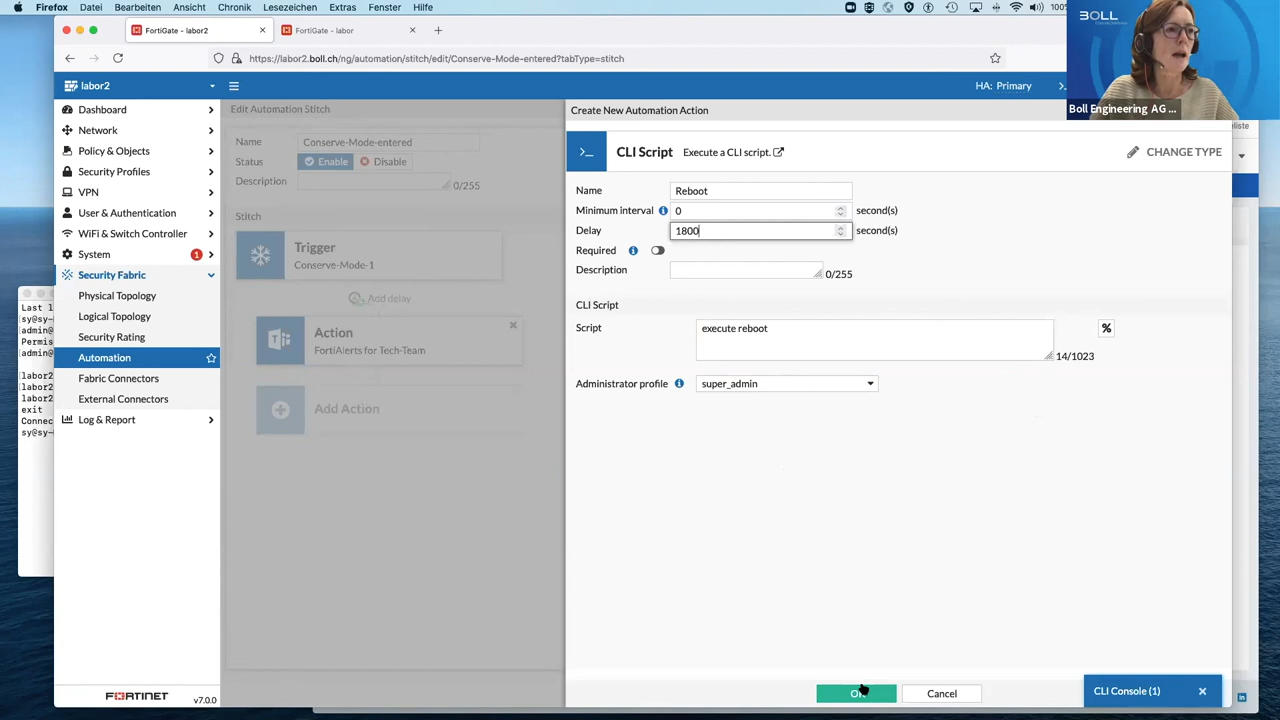 Firefox Datei Bearbeiten Ansicht Chronik Lesezeichen Extras Fenster Hilfe
FortiGate - labor2
FortiGate - labor
https://labor2.boll.ch/ng/automation/stitch/edit/Conserve-Mode-entered?tabType=stitch
BOLL
Boll Engineering AG ...
labor2
HA: Primary
Dashboard
Network
Policy & Objects
Security Profiles
VPN
User & Authentication
WiFi & Switch Controller
System
1
Security Fabric
Physical Topology
Logical Topology
Security Rating
Automation
Fabric Connectors
External Connectors
Log & Report
FORTINET
v7.0.0
Last l
sy@sy-
[admin@
Permis
[admin@
[labor2
[labor2
[labor2
exit
Connec
sy@sy-m
Edit Automation Stitch
Name Conserve-Mode-entered
Status Enable Disable
Description 0/255
Stitch
Trigger
Conserve-Mode-1
Add delay
Action
FortiAlerts for Tech-Team
Add Action
Create New Automation Action
CLI Script Execute a CLI script. CHANGE TYPE
Name Reboot
Minimum interval 0 second(s)
Delay 1800 second(s)
Required
Description 0/255
CLI Script
Script execute reboot
%
14/1023
Administrator profile super_admin
Cancel
CLI Console (1)